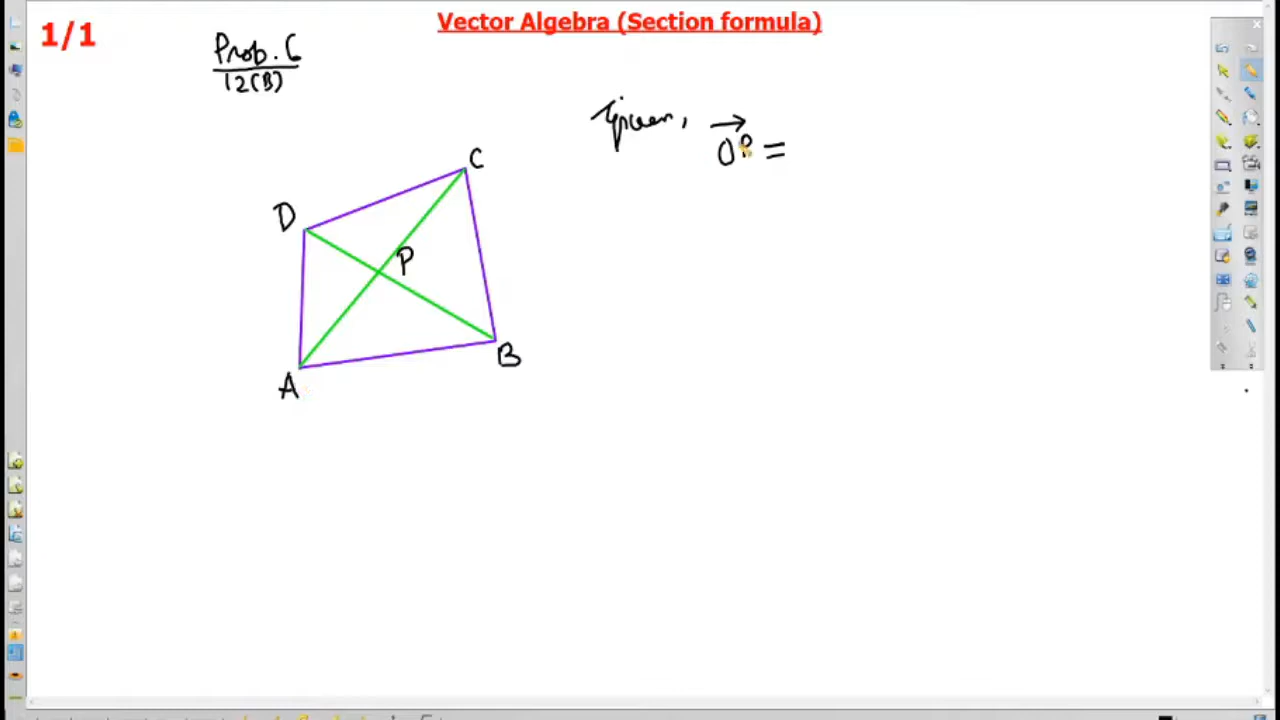 Vector Algebra (Section formula)
1/1
Prob. 6
12(B)
Given,
OP =
C
D
P
B
A